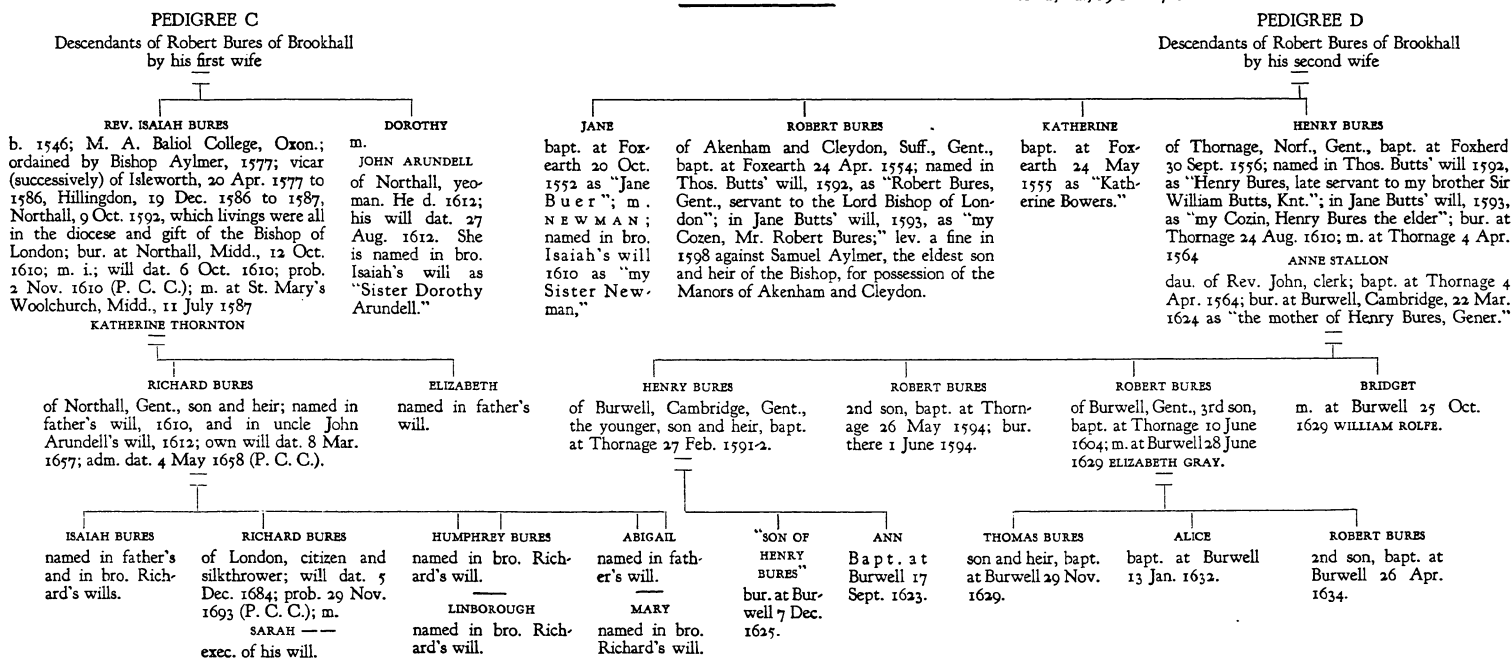 PEDIGREE C
Descendants of Robert Bures of Brookhall
by his first wife
PEDIGREE D
Descendants of Robert Bures of Brookhall
by his second wife
REV. ISAIAH BURES
b. 1546; M. A. Baliol College, Oxon.;
ordained by Bishop Aylmer, 1577; vicar
(successively) of Isleworth, 20 Apr. 1577 to
1586, Hillingdon, 19 Dec. 1586 to 1587,
Northall, 9 Oct. 1592, which livings were all
in the diocese and gift of the Bishop of
London; bur. at Northall, Midd., 12 Oct.
1610; m. i.; will dat. 6 Oct. 1610; prob.
2 Nov. 1610 (P. C. C.); m. at St. Mary's
Woolchurch, Midd., 11 July 1587
KATHERINE THORNTON
DOROTHY
m.
JOHN ARUNDELL
of Northall, yeo-
man. He d. 1612;
his will dat. 27
Aug. 1612. She
is named in bro.
Isaiah's will as
"Sister Dorothy
Arundell."
JANE
bapt. at Fox-
earth 20 Oct.
1552 as "Jane
Buer"; m.
NEWMAN;
named in bro.
Isaiah's will
1610 as "my
Sister New-
man,"
ROBERT BURES
of Akenham and Cleydon, Suff., Gent.,
bapt. at Foxearth 24 Apr. 1554; named in
Thos. Butts' will, 1592, as "Robert Bures,
Gent., servant to the Lord Bishop of Lon-
don"; in Jane Butts' will, 1593, as "my
Cozen, Mr. Robert Bures;" lev. a fine in
1598 against Samuel Aylmer, the eldest son
and heir of the Bishop, for possession of the
Manors of Akenham and Cleydon.
KATHERINE
bapt. at Fox-
earth 24 May
1555 as "Kath-
erine Bowers."
HENRY BURES
of Thornage, Norf., Gent., bapt. at Foxherd
30 Sept. 1556; named in Thos. Butts' will 1592,
as "Henry Bures, late servant to my brother Sir
William Butts, Knt."; in Jane Butts' will, 1593,
as "my Cozin, Henry Bures the elder"; bur. at
Thornage 24 Aug. 1610; m. at Thornage 4 Apr.
1564
ANNE STALLON
dau. of Rev. John, clerk; bapt. at Thornage 4
Apr. 1564; bur. at Burwell, Cambridge, 22 Mar.
1624 as "the mother of Henry Bures, Gener."
RICHARD BURES
of Northall, Gent., son and heir; named in
father's will, 1610, and in uncle John
Arundell's will, 1612; own will dat. 8 Mar.
1657; adm. dat. 4 May 1658 (P. C. C.).
ELIZABETH
named in father's
will.
HENRY BURES
of Burwell, Cambridge, Gent.,
the younger, son and heir, bapt.
at Thornage 27 Feb. 1591-2.
ROBERT BURES
2nd son, bapt. at Thorn-
age 26 May 1594; bur.
there 1 June 1594.
ROBERT BURES
of Burwell, Gent., 3rd son,
bapt. at Thornage 10 June
1604; m. at Burwell 28 June
1629 ELIZABETH GRAY.
BRIDGET
m. at Burwell 25 Oct.
1629 WILLIAM ROLFE.
ISAIAH BURES
named in father's
and in bro. Rich-
ard's wills.
RICHARD BURES
of London, citizen and
silkthrower; will dat. 5
Dec. 1684; prob. 29 Nov.
1693 (P. C. C.); m.
SARAH ——
exec. of his will.
HUMPHREY BURES
named in bro. Rich-
ard's will.
LINBOROUGH
named in bro. Rich-
ard's will.
ABIGAIL
named in fath-
er's will.
MARY
named in bro.
Richard's will.
"SON OF
HENRY
BURES"
bur. at Bur-
well 7 Dec.
1625.
ANN
Bapt. at
Burwell 17
Sept. 1623.
THOMAS BURES
son and heir, bapt.
at Burwell 29 Nov.
1629.
ALICE
bapt. at Burwell
13 Jan. 1632.
ROBERT BURES
2nd son, bapt. at
Burwell 26 Apr.
1634.